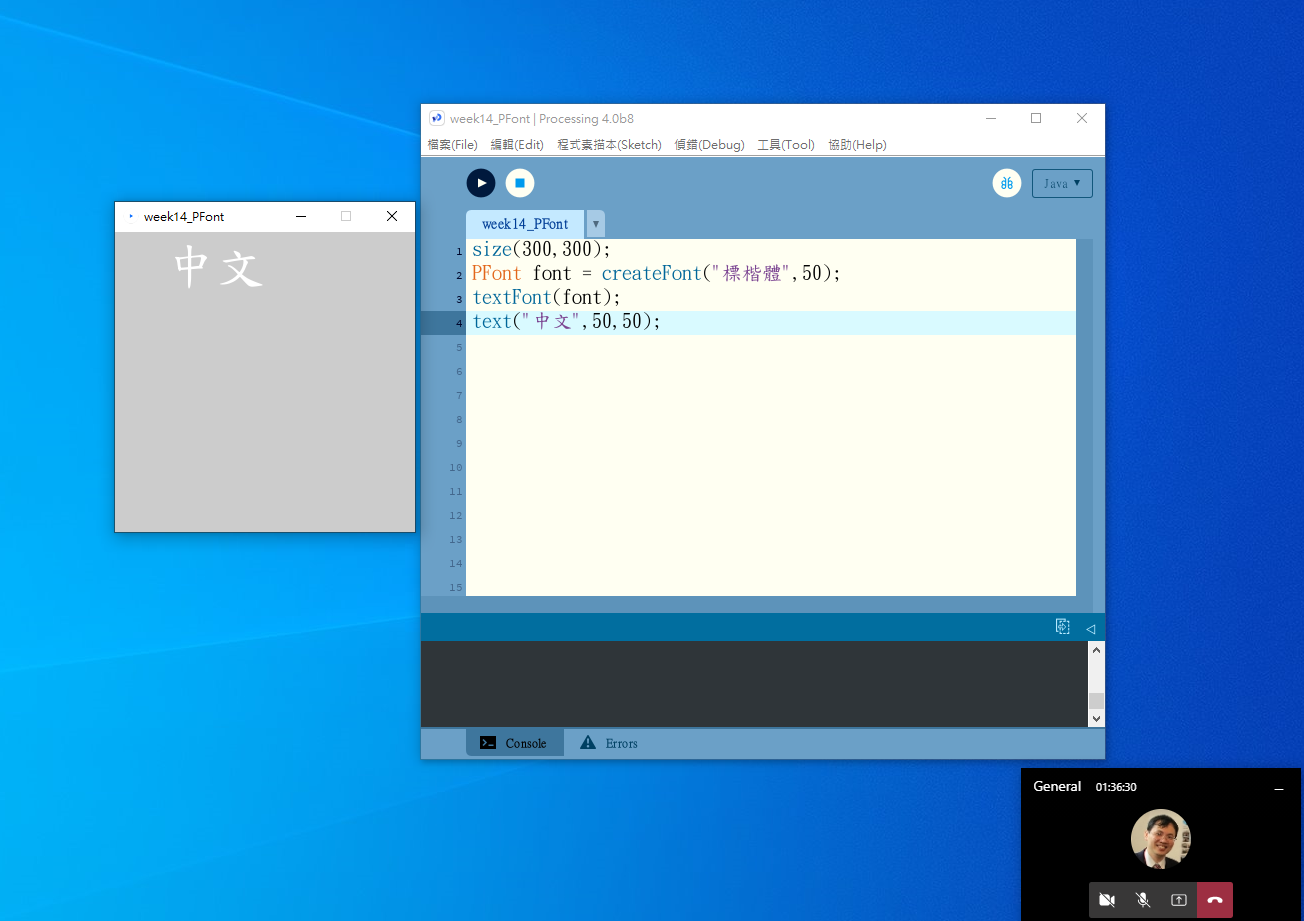 week14_PFont | Processing 4.0b8
檔案(File) 編輯(Edit) 程式素描本(Sketch) 偵錯(Debug) 工具(Tool) 協助(Help)
Java ▼
week14_PFont ▼
1 size(300,300);
2 PFont font = createFont("標楷體",50);
3 textFont(font);
4 text("中文",50,50);
5
6
7
8
9
10
11
12
13
14
15
Console Errors
week14_PFont
中文
General 01:36:30